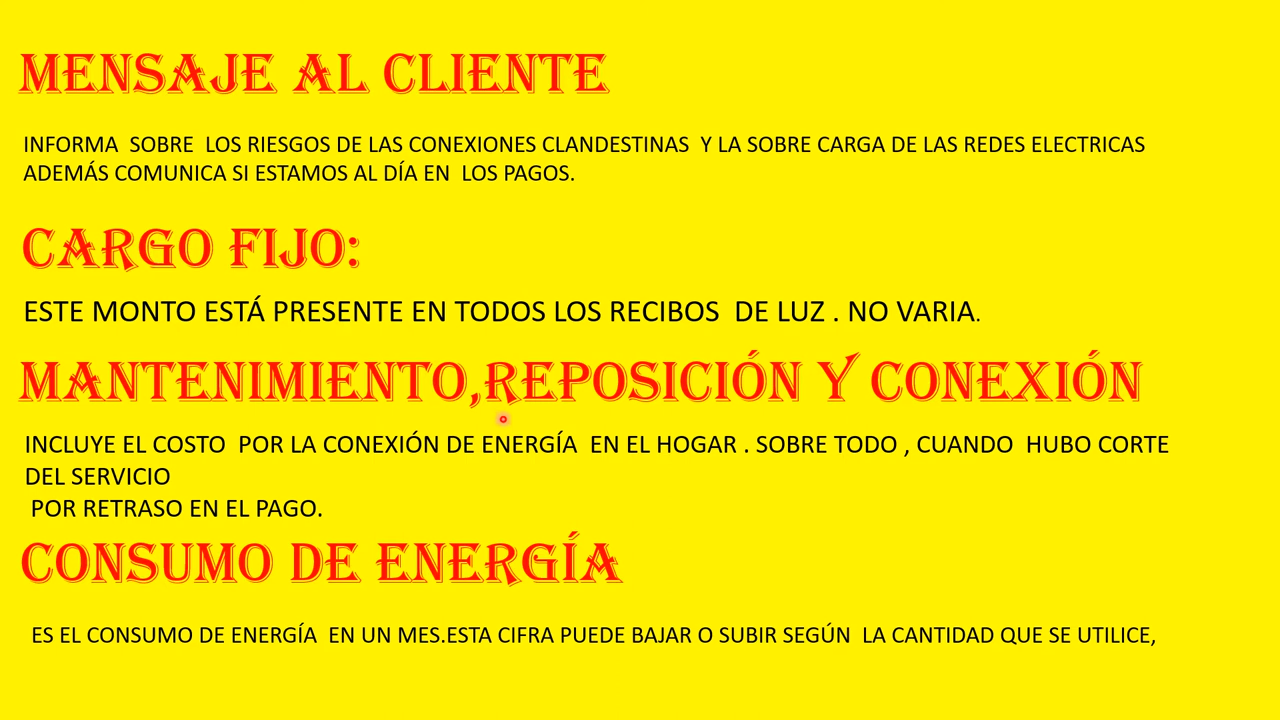 MENSAJE AL CLIENTE
INFORMA SOBRE LOS RIESGOS DE LAS CONEXIONES CLANDESTINAS Y LA SOBRE CARGA DE LAS REDES ELECTRICAS
ADEMÁS COMUNICA SI ESTAMOS AL DÍA EN LOS PAGOS.
CARGO FIJO:
ESTE MONTO ESTÁ PRESENTE EN TODOS LOS RECIBOS DE LUZ . NO VARIA.
MANTENIMIENTO,REPOSICIÓN Y CONEXIÓN
INCLUYE EL COSTO POR LA CONEXIÓN DE ENERGÍA EN EL HOGAR . SOBRE TODO , CUANDO HUBO CORTE
DEL SERVICIO
POR RETRASO EN EL PAGO.
CONSUMO DE ENERGÍA
ES EL CONSUMO DE ENERGÍA EN UN MES.ESTA CIFRA PUEDE BAJAR O SUBIR SEGÚN LA CANTIDAD QUE SE UTILICE,